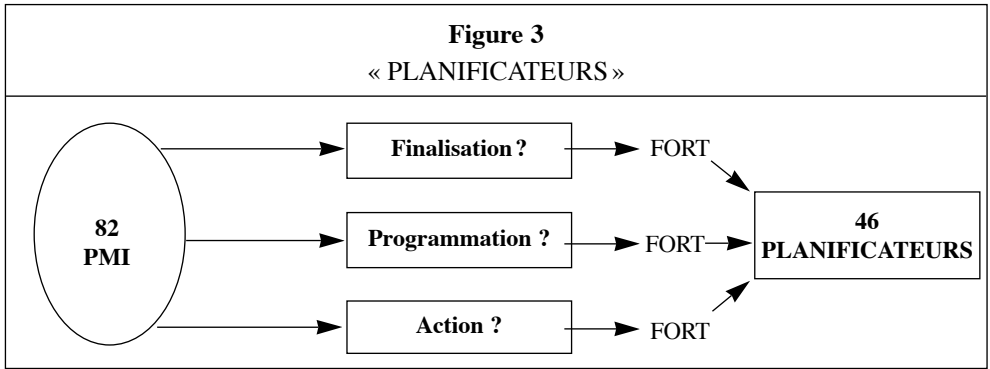 Figure 3
« PLANIFICATEURS »
Finalisation ?
FORT
82
PMI
Programmation ?
FORT
46
PLANIFICATEURS
Action ?
FORT